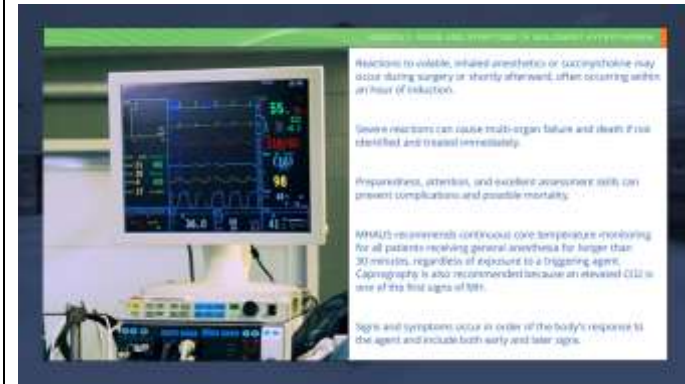 Reactions to volatile, inhaled anesthetics or succinylcholine may
occur during surgery or shortly afterward, often occurring within
an hour of induction.
Severe reactions can cause multi-organ failure and death if not
identified and treated immediately.
Preparedness, attention, and excellent assessment skills can
prevent complications and possible mortality.
MHAUS recommends continuous core temperature monitoring
for all patients receiving general anesthesia for longer than
30 minutes, regardless of exposure to a triggering agent.
Capnography is also recommended because an elevated CO2 is
one of the first signs of MH.
Signs and symptoms occur in order of the body's response to
the agent and include both early and later signs.
55
98
36.0